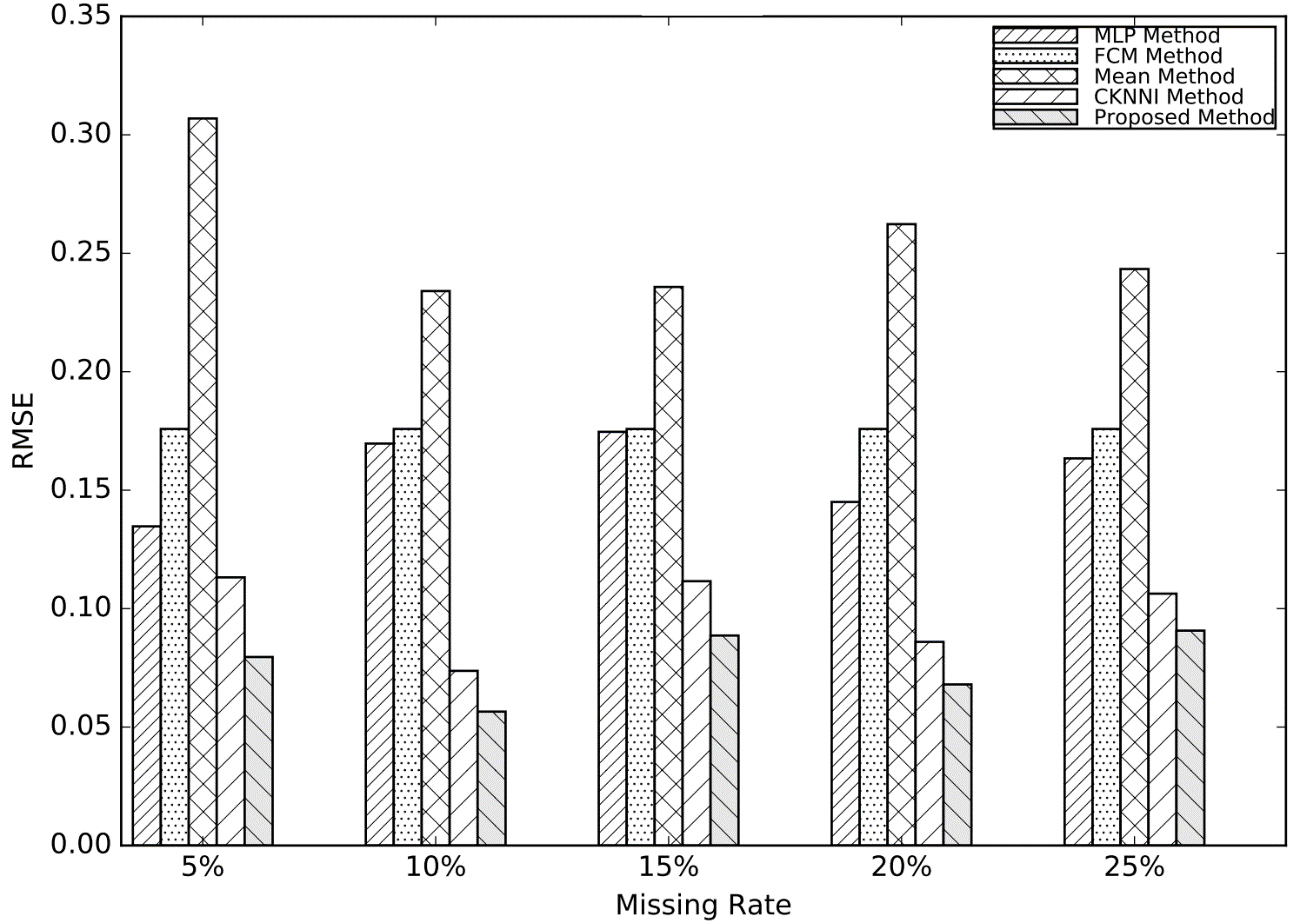 0.35
0.30
0.25
0.20
0.15
0.10
0.05
0.00
RMSE
MLP Method
FCM Method
Mean Method
CKNNI Method
Proposed Method
5% 10% 15% 20% 25%
Missing Rate